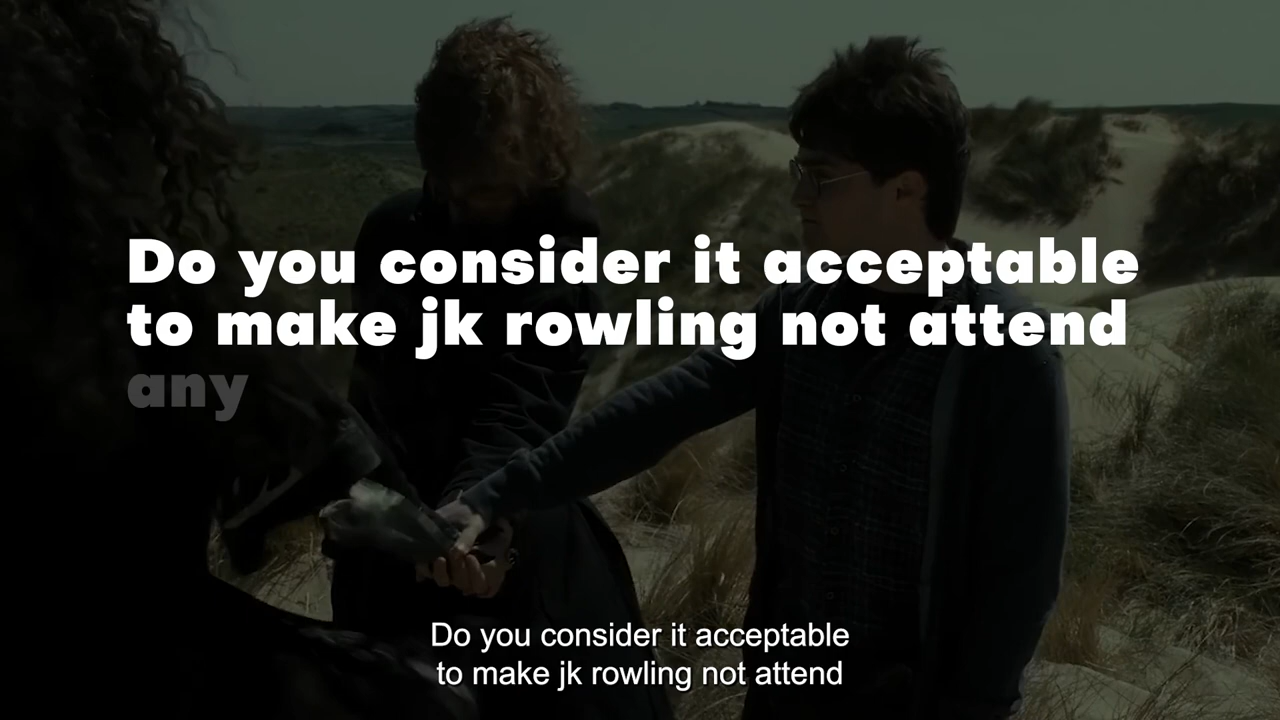 Do you consider it acceptable
to make jk rowling not attend
any
Do you consider it acceptable
to make jk rowling not attend